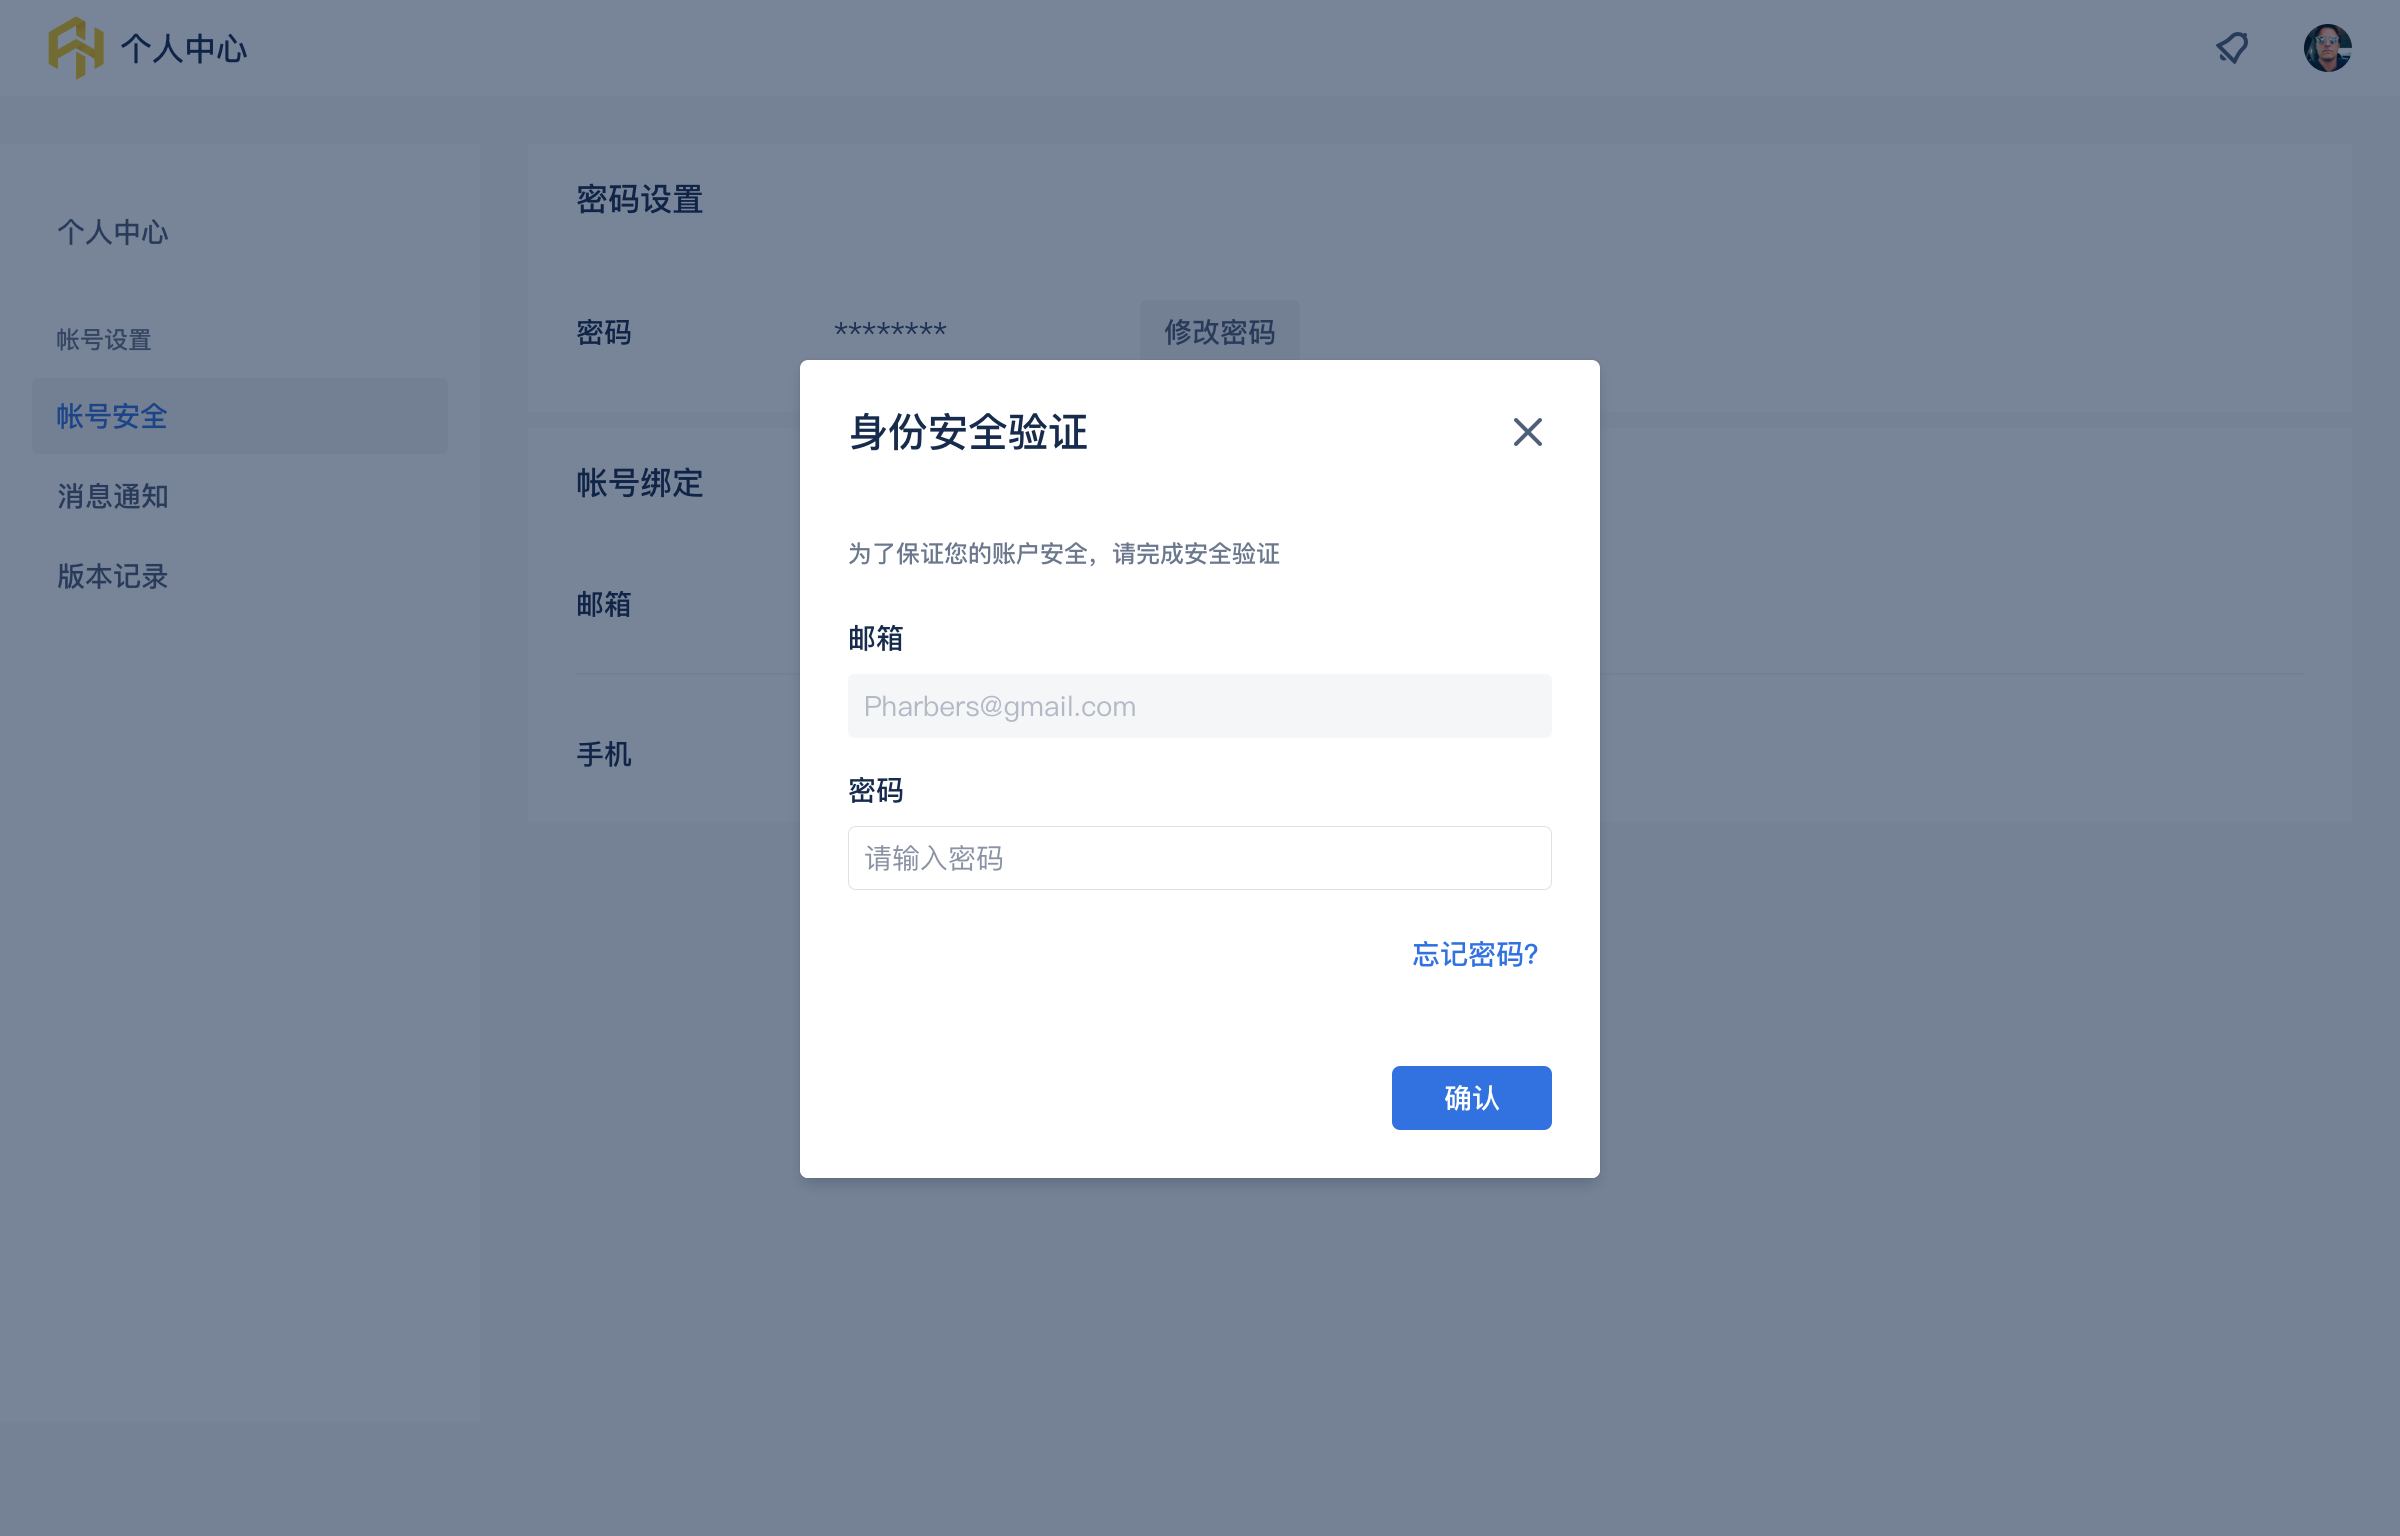 个人中心
个人中心
帐号设置
帐号安全
消息通知
版本记录
密码设置
密码
********
修改密码
帐号绑定
邮箱
手机
身份安全验证
为了保证您的账户安全，请完成安全验证
邮箱
Pharbers@gmail.com
密码
请输入密码
忘记密码?
确认